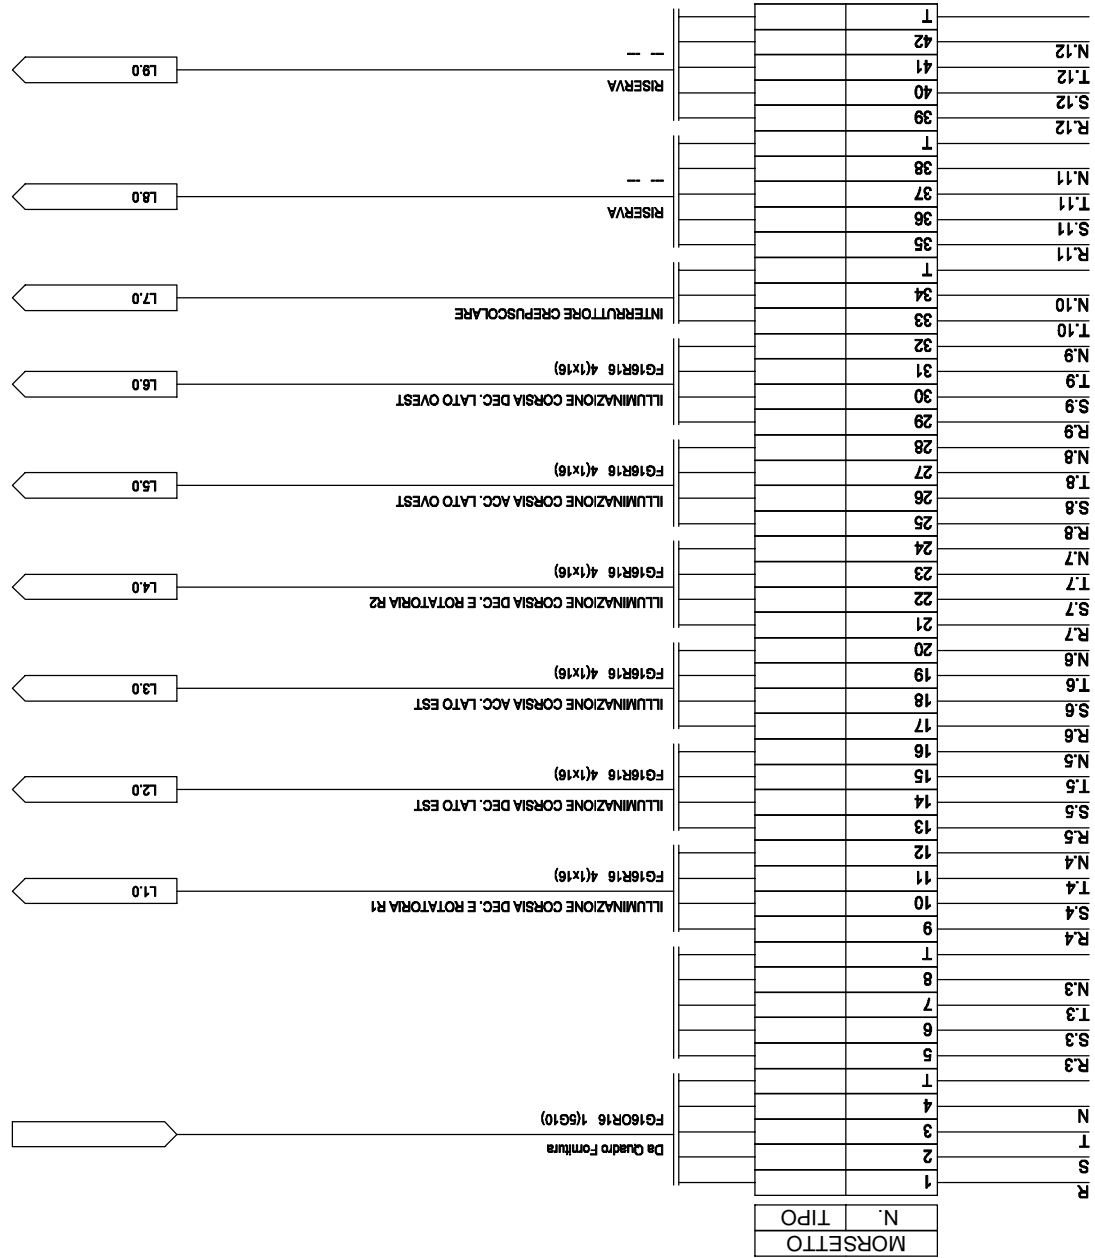 MORSETTO
N. TIPO
R 1
S 2
Da Quadro Fornitura
T 3
FG16OR16 1(5G10)
N 4
T
R.3 5
S.3 6
T.3 7
N.3 8
T
R.4 9
S.4 10
ILLUMINAZIONE CORSIA DEC. E ROTATORIA R1
L1.0
T.4 11
FG16R16 4(1x16)
N.4 12
R.5 13
S.5 14
ILLUMINAZIONE CORSIA DEC. LATO EST
L2.0
T.5 15
FG16R16 4(1x16)
N.5 16
R.6 17
S.6 18
ILLUMINAZIONE CORSIA ACC. LATO EST
L3.0
T.6 19
FG16R16 4(1x16)
N.6 20
R.7 21
S.7 22
ILLUMINAZIONE CORSIA DEC. E ROTATORIA R2
L4.0
T.7 23
FG16R16 4(1x16)
N.7 24
R.8 25
S.8 26
ILLUMINAZIONE CORSIA ACC. LATO OVEST
L5.0
T.8 27
FG16R16 4(1x16)
N.8 28
R.9 29
S.9 30
ILLUMINAZIONE CORSIA DEC. LATO OVEST
L6.0
T.9 31
FG16R16 4(1x16)
N.9 32
T.10 33
INTERRUTTORE CREPUSCOLARE
L7.0
N.10 34
T
R.11 35
S.11 36
RISERVA
L8.0
T.11 37
--- ---
N.11 38
T
R.12 39
S.12 40
RISERVA
L9.0
T.12 41
--- ---
N.12 42
T